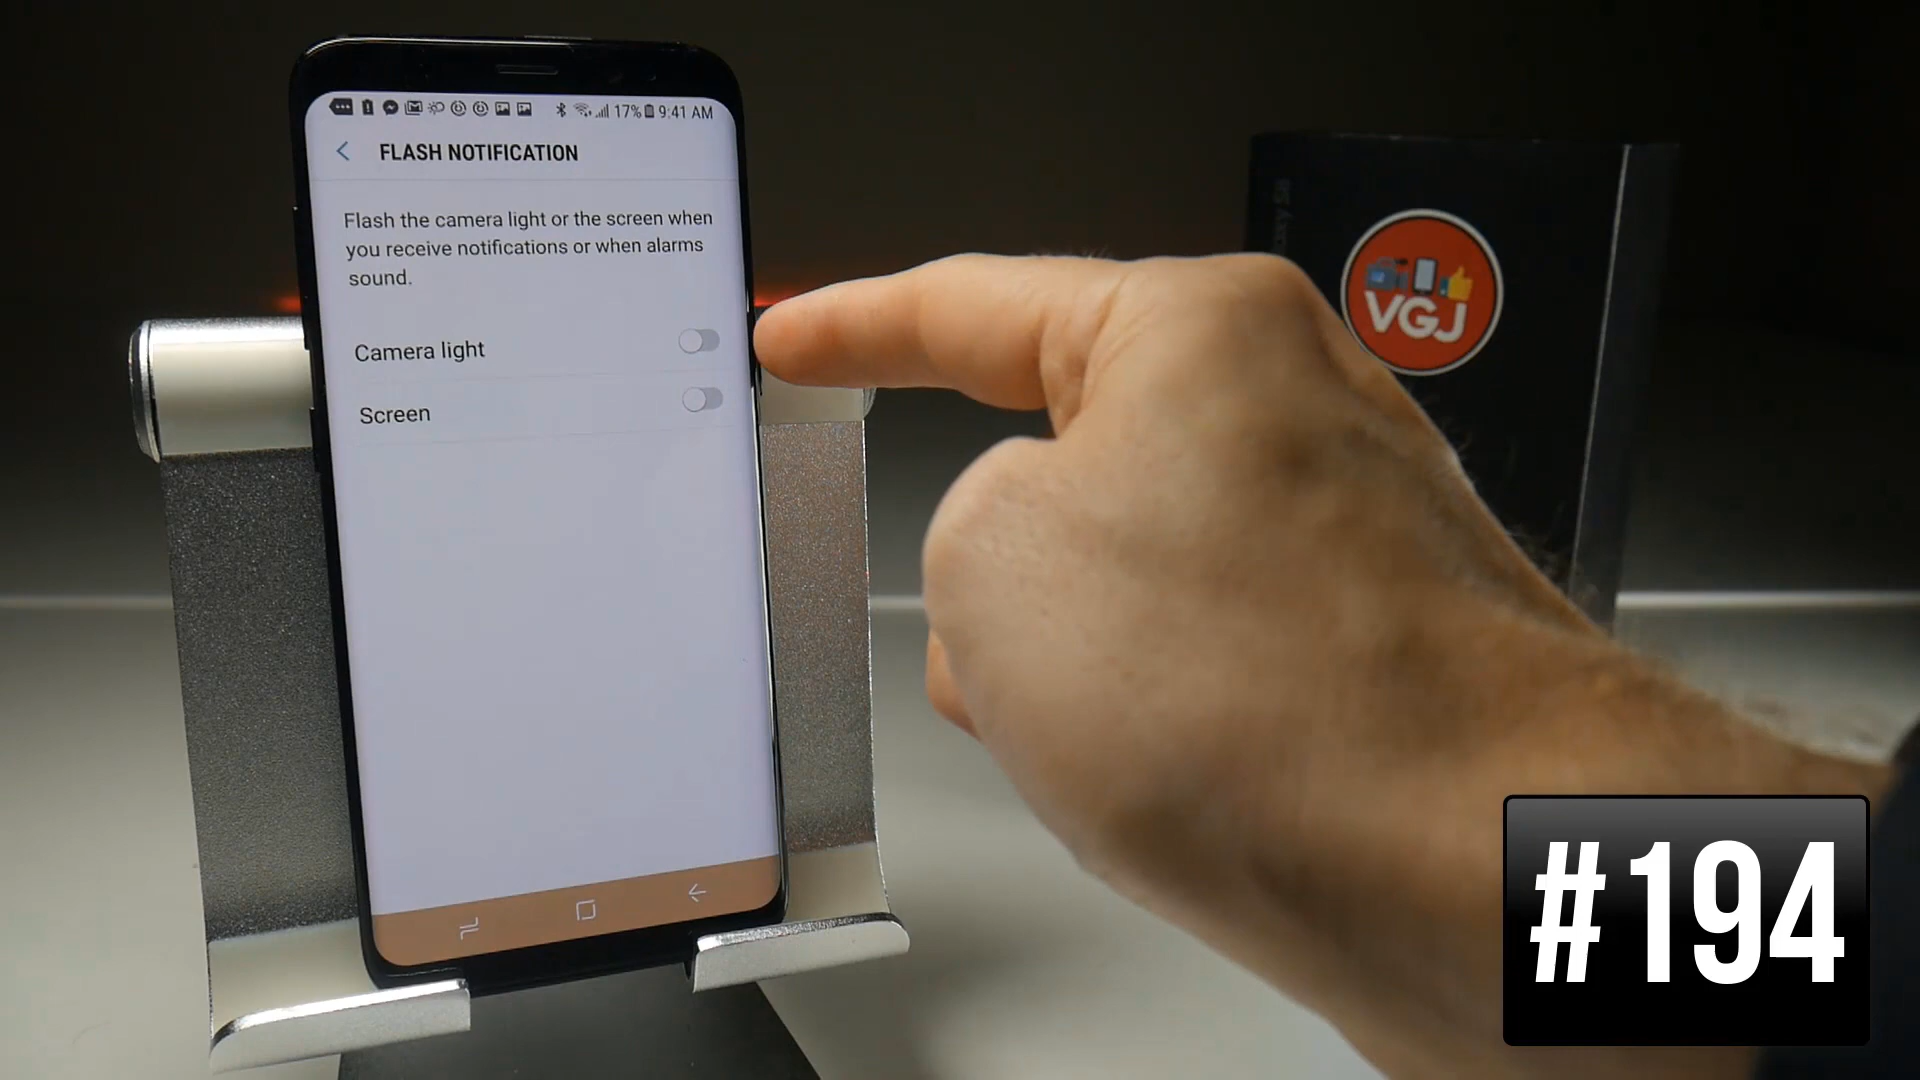 17% 9:41 AM
FLASH NOTIFICATION
Flash the camera light or the screen when
you receive notifications or when alarms
sound.
Camera light
Screen
VGJ
#194